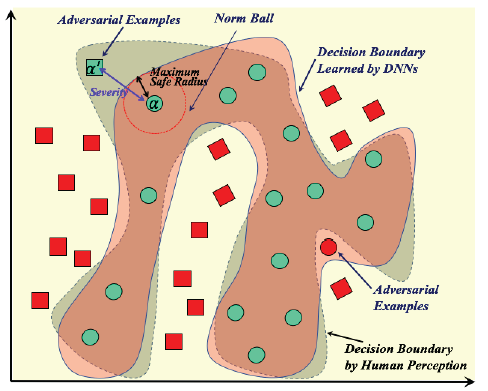 Adversarial Examples
Norm Ball
α'
Maximum
Safe Radius
Severity
α
Decision Boundary
Learned by DNNs
Adversarial
Examples
Decision Boundary
by Human Perception